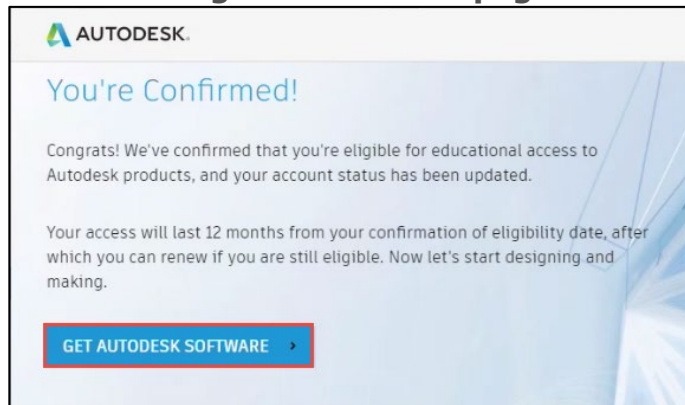 AUTODESK.
You're Confirmed!
Congrats! We've confirmed that you're eligible for educational access to
Autodesk products, and your account status has been updated.
Your access will last 12 months from your confirmation of eligibility date, after
which you can renew if you are still eligible. Now let's start designing and
making.
GET AUTODESK SOFTWARE ›